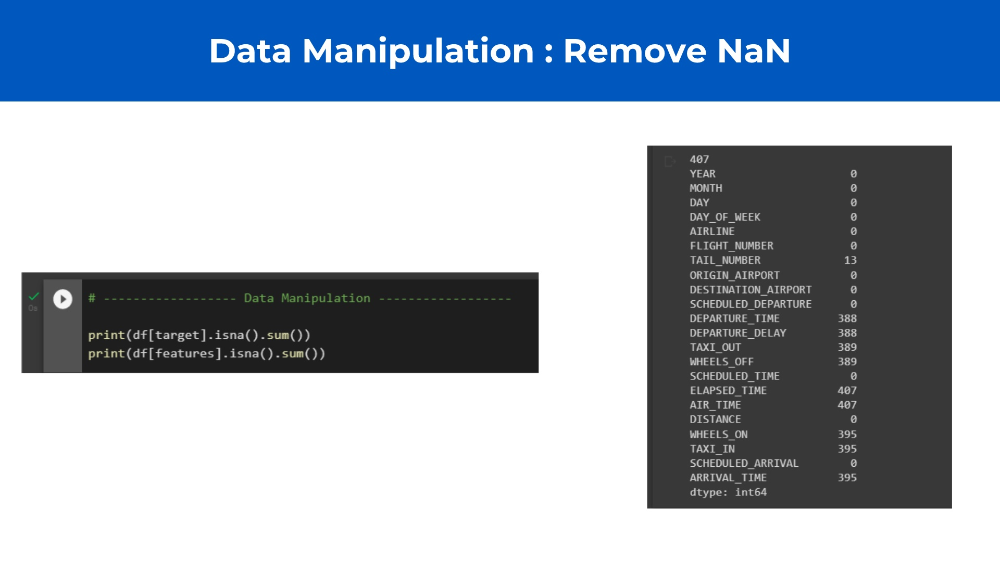 Data Manipulation : Remove NaN
0s
# ------------------ Data Manipulation ------------------
print(df[target].isna().sum())
print(df[features].isna().sum())
407
YEAR 0
MONTH 0
DAY 0
DAY_OF_WEEK 0
AIRLINE 0
FLIGHT_NUMBER 0
TAIL_NUMBER 13
ORIGIN_AIRPORT 0
DESTINATION_AIRPORT 0
SCHEDULED_DEPARTURE 0
DEPARTURE_TIME 388
DEPARTURE_DELAY 388
TAXI_OUT 389
WHEELS_OFF 389
SCHEDULED_TIME 0
ELAPSED_TIME 407
AIR_TIME 407
DISTANCE 0
WHEELS_ON 395
TAXI_IN 395
SCHEDULED_ARRIVAL 0
ARRIVAL_TIME 395
dtype: int64